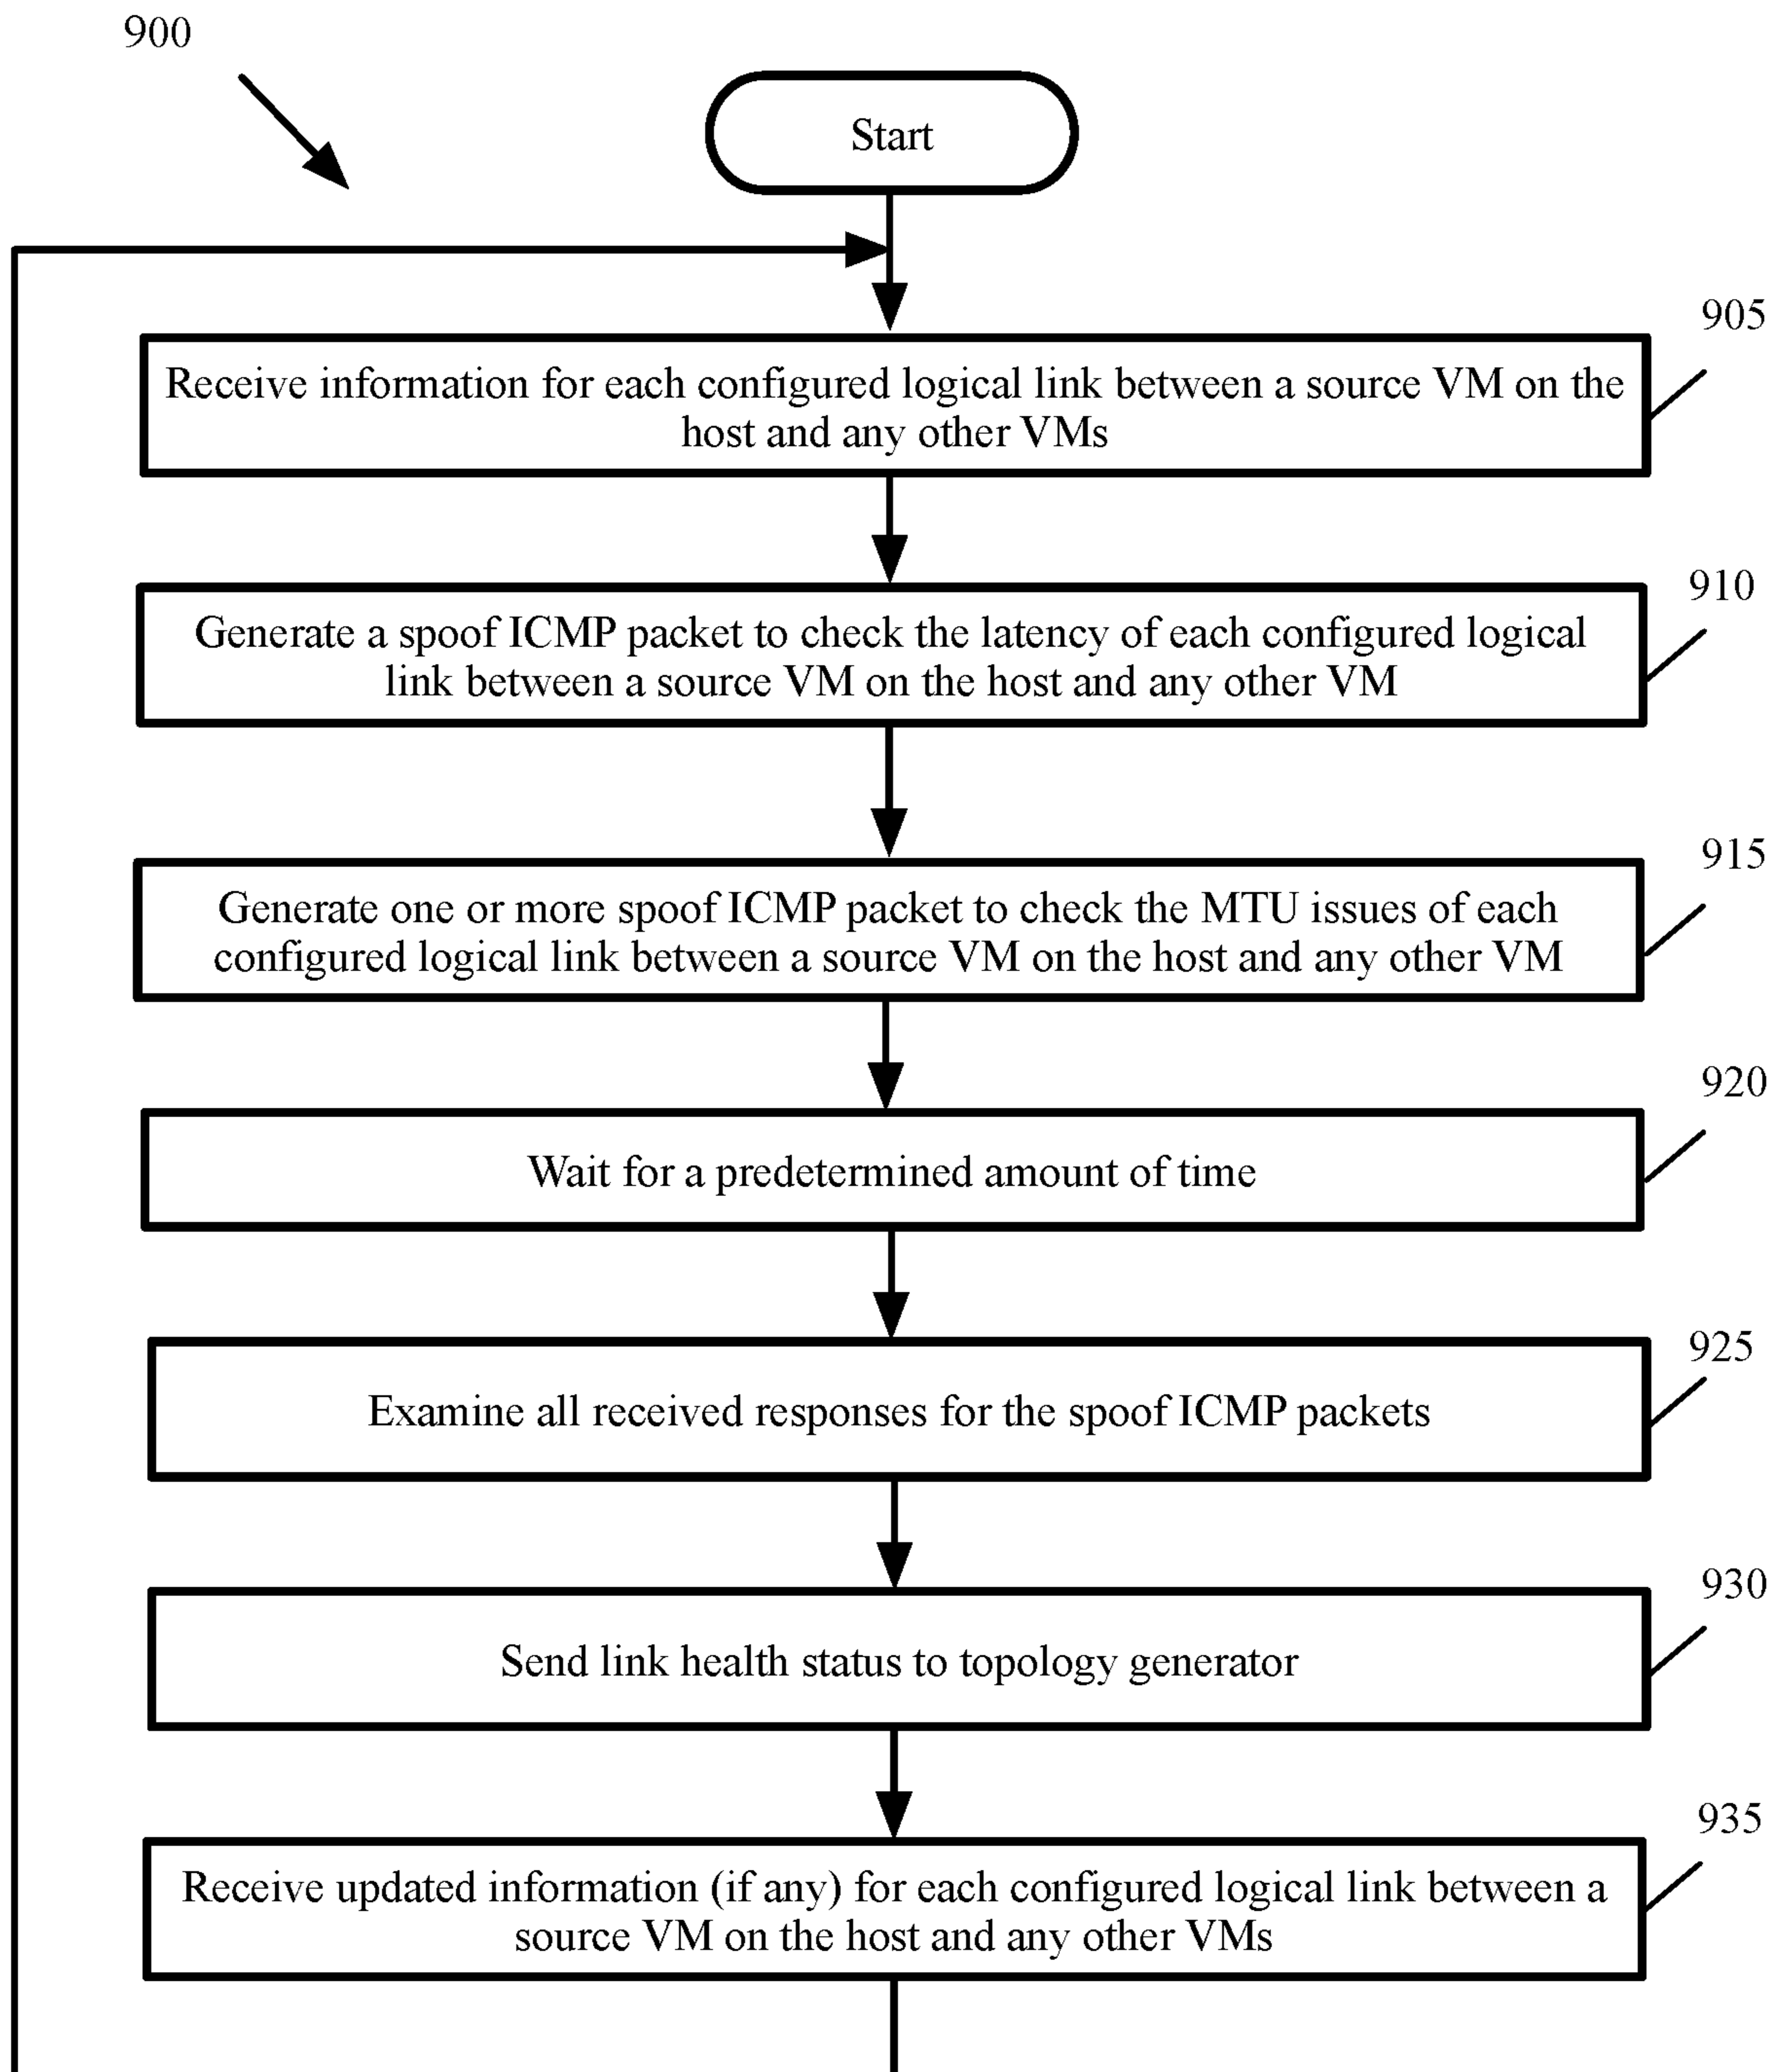 900
Start
905
Receive information for each configured logical link between a source VM on the
host and any other VMs
910
Generate a spoof ICMP packet to check the latency of each configured logical
link between a source VM on the host and any other VM
915
Generate one or more spoof ICMP packet to check the MTU issues of each
configured logical link between a source VM on the host and any other VM
920
Wait for a predetermined amount of time
925
Examine all received responses for the spoof ICMP packets
930
Send link health status to topology generator
935
Receive updated information (if any) for each configured logical link between a
source VM on the host and any other VMs